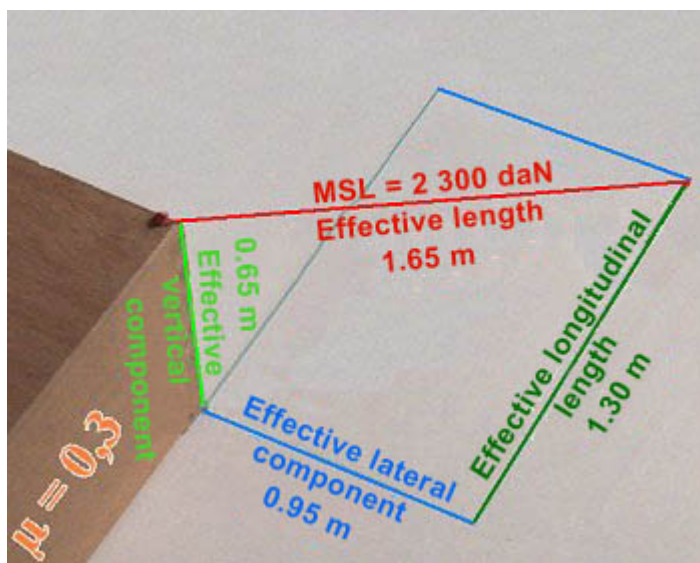 MSL = 2 300 daN
Effective length
1.65 m
0.65 m
Effective
vertical
component
Effective longitudinal
length
1.30 m
Effective lateral
component
0.95 m
μ = 0,3